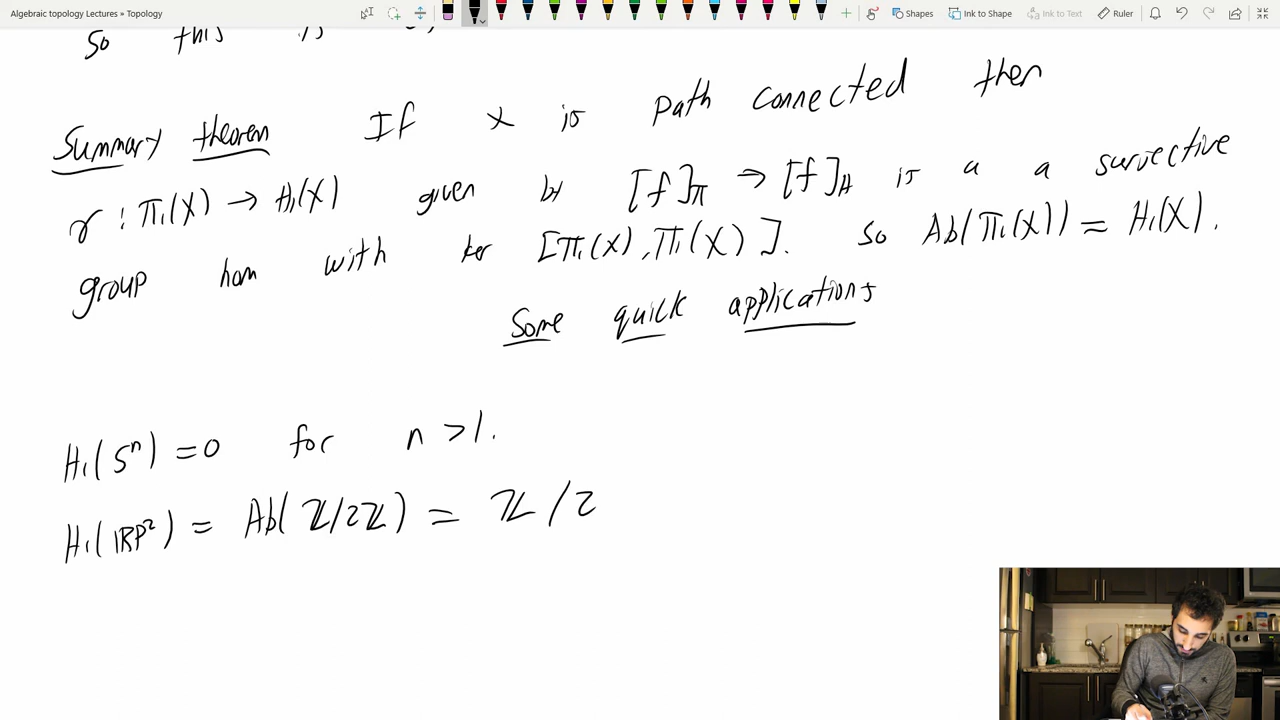 Algebraic topology Lectures » Topology
Shapes Ink to Shape Ink to Text Ruler
So this is
Summary theorem If X is path connected then
γ : π₁(X) → H₁(X) given by [f]π → [f]H is a a surjective
group hom with ker [π₁(X), π₁(X)]. So Ab(π₁(X)) = H₁(X).
Some quick applications
H₁(Sⁿ) = 0 for n > 1.
H₁(ℝP²) = Ab(ℤ/2ℤ) = ℤ/2